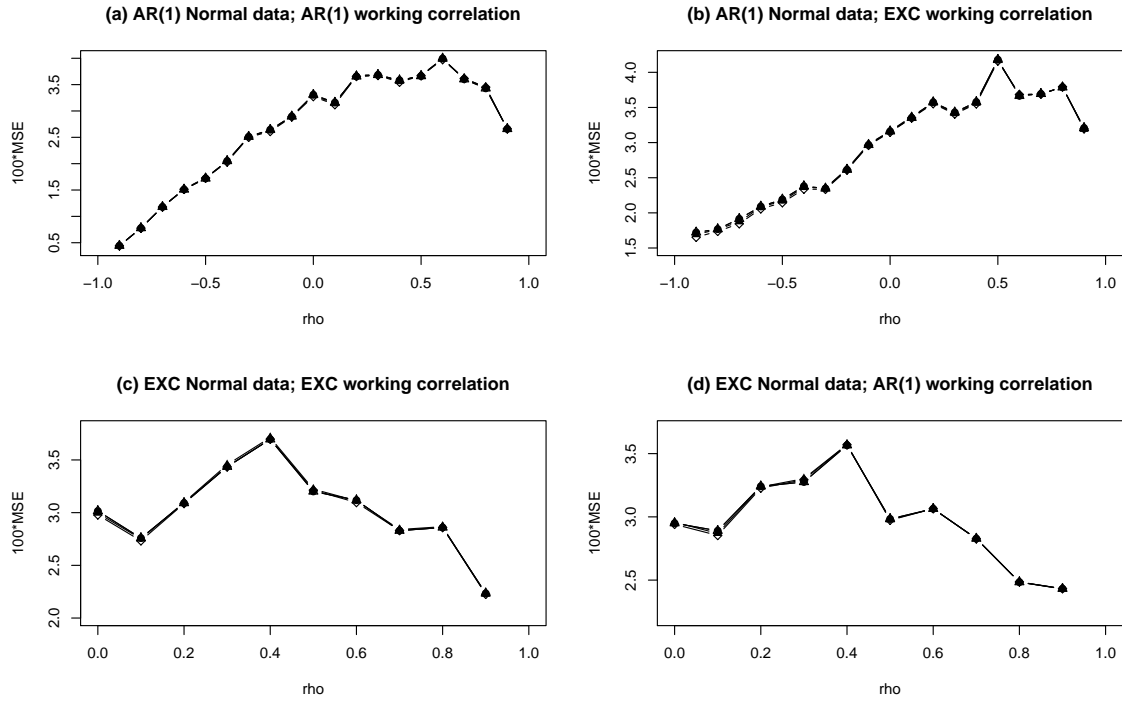 (a) AR(1) Normal data; AR(1) working correlation
100*MSE
3.5
2.5
1.5
0.5
−1.0 −0.5 0.0 0.5 1.0
rho
(b) AR(1) Normal data; EXC working correlation
100*MSE
4.0
3.5
3.0
2.5
2.0
1.5
−1.0 −0.5 0.0 0.5 1.0
rho
(c) EXC Normal data; EXC working correlation
100*MSE
3.5
3.0
2.5
2.0
0.0 0.2 0.4 0.6 0.8 1.0
rho
(d) EXC Normal data; AR(1) working correlation
100*MSE
3.5
3.0
2.5
0.0 0.2 0.4 0.6 0.8 1.0
rho